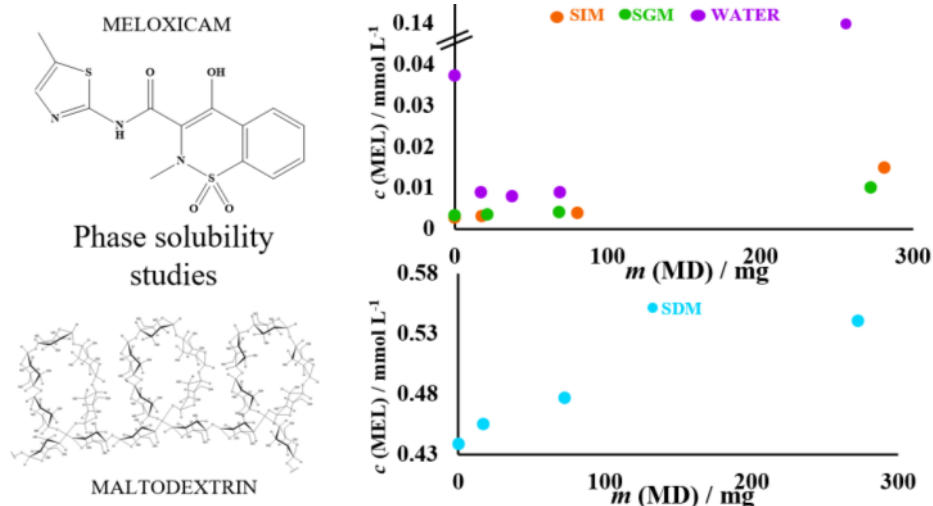 MELOXICAM
S
O
OH
N
N
H
N
S
O
O
Phase solubility
studies
MALTODEXTRIN
SIM SGM WATER
c (MEL) / mmol L⁻¹
0.14
0.04
0.03
0.02
0.01
0
0 100 200 300
m (MD) / mg
SDM
c (MEL) / mmol L⁻¹
0.58
0.53
0.48
0.43
0 100 200 300
m (MD) / mg